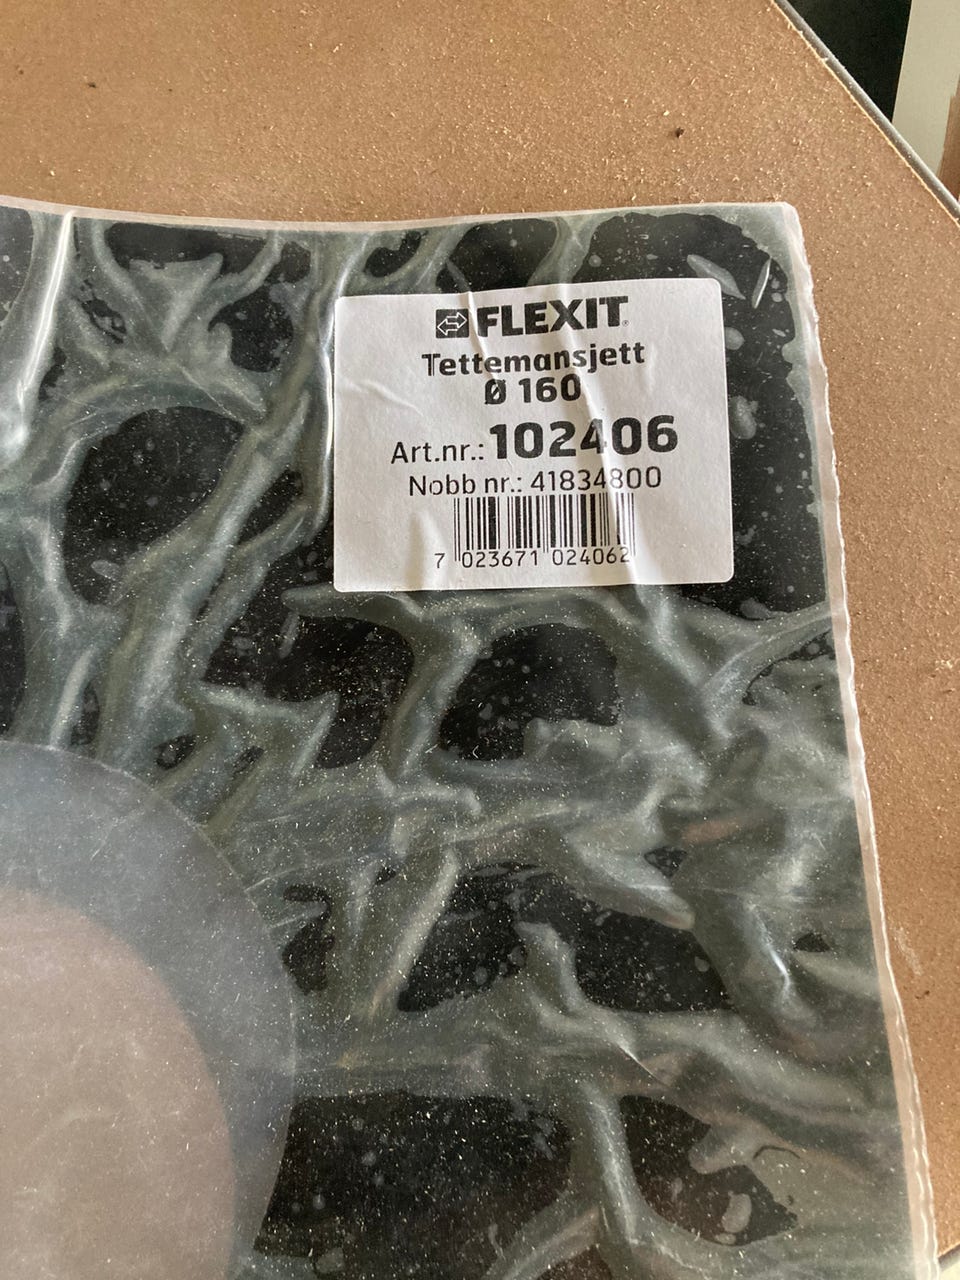 FLEXIT®
Tettemansjett
Ø 160
Art.nr.: 102406
Nobb nr.: 41834800
7 023671 024062